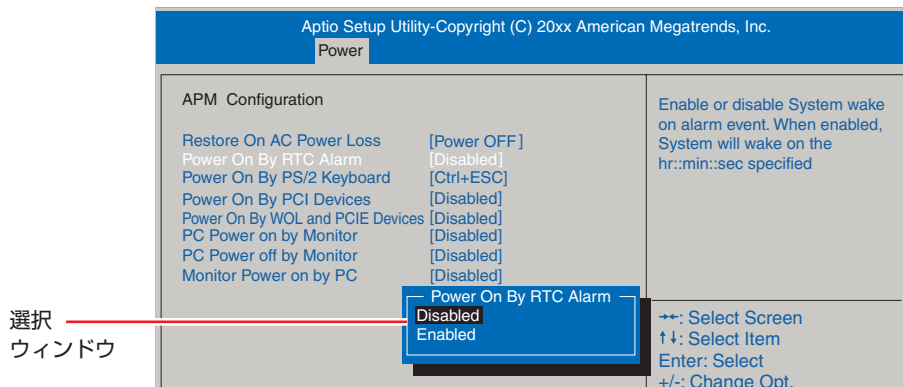 Aptio Setup Utility-Copyright (C) 20xx American Megatrends, Inc.
Power
APM Configuration
Restore On AC Power Loss [Power OFF]
Power On By RTC Alarm [Disabled]
Power On By PS/2 Keyboard [Ctrl+ESC]
Power On By PCI Devices [Disabled]
Power On By WOL and PCIE Devices [Disabled]
PC Power on by Monitor [Disabled]
PC Power off by Monitor [Disabled]
Monitor Power on by PC [Disabled]
Power On By RTC Alarm
Disabled
Enabled
選択
ウィンドウ
Enable or disable System wake
on alarm event. When enabled,
System will wake on the
hr::min::sec specified
→←: Select Screen
↑↓: Select Item
Enter: Select
+/-: Change Opt.